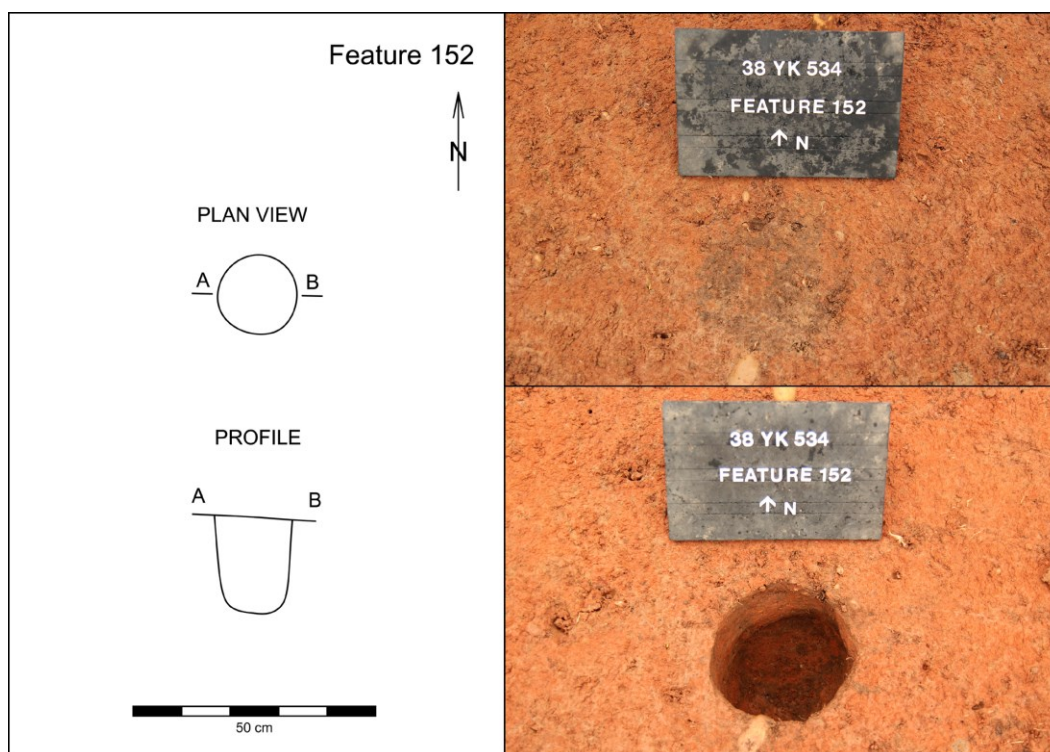 Feature 152
N
PLAN VIEW
A B
PROFILE
A B
50 cm
38 YK 534
FEATURE 152
↑ N
38 YK 534
FEATURE 152
↑ N